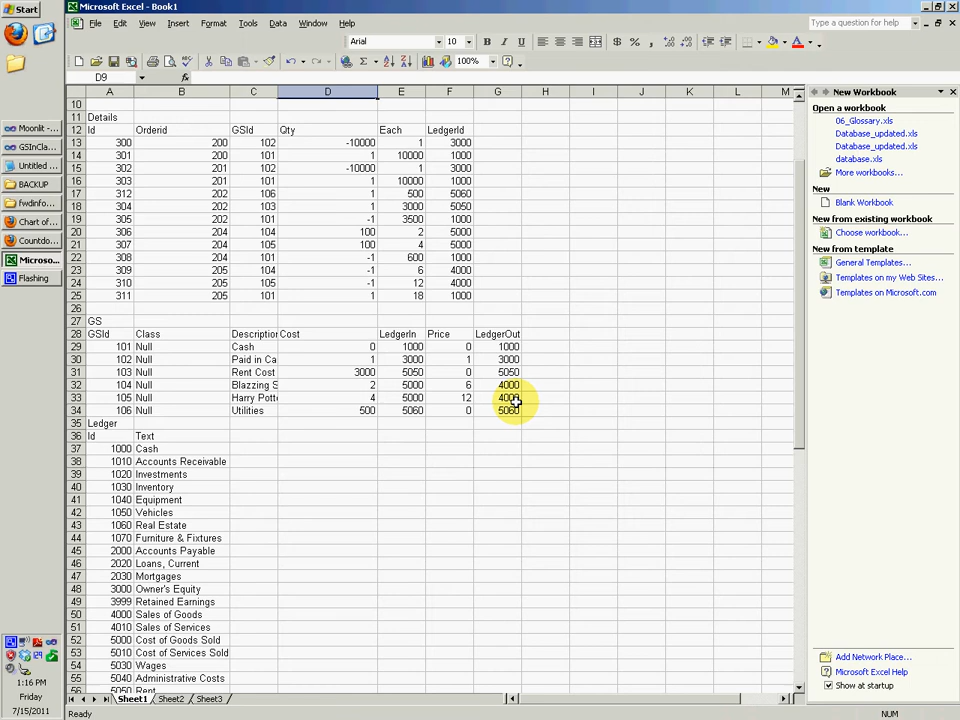 Start
Microsoft Excel - Book1
File Edit View Insert Format Tools Data Window Help
Type a question for help
Arial 10 B I U $ % ,
100%
D9 fx
A B C D E F G H I J K L M
10
11 Details
12 Id Orderid GSId Qty Each LedgerId
13 300 200 102 -10000 1 3000
14 301 200 101 1 10000 1000
15 302 201 102 -10000 1 3000
16 303 201 101 1 10000 1000
17 312 202 106 1 500 5060
18 304 202 103 1 3000 5050
19 305 202 101 -1 3500 1000
20 306 204 104 100 2 5000
21 307 204 105 100 4 5000
22 308 204 101 -1 600 1000
23 309 205 104 -1 6 4000
24 310 205 105 -1 12 4000
25 311 205 101 1 18 1000
26
27 GS
28 GSId Class Description Cost LedgerIn Price LedgerOut
29 101 Null Cash 0 1000 0 1000
30 102 Null Paid in Ca 1 3000 1 3000
31 103 Null Rent Cost 3000 5050 0 5050
32 104 Null Blazzing S 2 5000 6 4000
33 105 Null Harry Pott 4 5000 12 4000
34 106 Null Utilities 500 5060 0 5060
35 Ledger
36 Id Text
37 1000 Cash
38 1010 Accounts Receivable
39 1020 Investments
40 1030 Inventory
41 1040 Equipment
42 1050 Vehicles
43 1060 Real Estate
44 1070 Furniture & Fixtures
45 2000 Accounts Payable
46 2020 Loans, Current
47 2030 Mortgages
48 3000 Owner's Equity
49 3999 Retained Earnings
50 4000 Sales of Goods
51 4010 Sales of Services
52 5000 Cost of Goods Sold
53 5010 Cost of Services Sold
54 5030 Wages
55 5040 Administrative Costs
56 5050 Rent
Sheet1 Sheet2 Sheet3
Ready
NUM
New Workbook
Open a workbook
06_Glossary.xls
Database_updated.xls
Database_updated.xls
database.xls
More workbooks...
New
Blank Workbook
New from existing workbook
Choose workbook...
New from template
General Templates...
Templates on my Web Sites...
Templates on Microsoft.com
Add Network Place...
Microsoft Excel Help
Show at startup
Moonlit -...
GSInCla...
Untitled ...
BACKUP
fwdinfo...
Chart of...
Countdo...
Microso...
Flashing
1:16 PM
Friday
7/15/2011